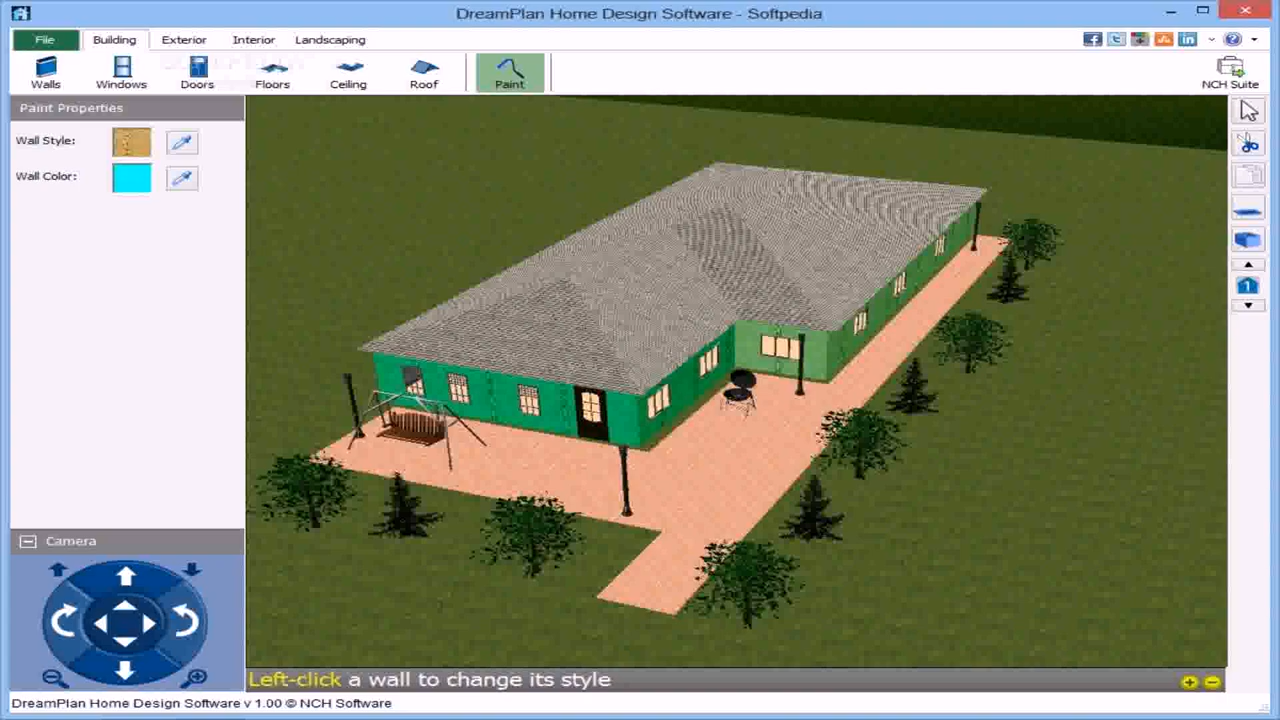 DreamPlan Home Design Software - Softpedia
File Building Exterior Interior Landscaping
Walls Windows Doors Floors Ceiling Roof Paint NCH Suite
Paint Properties
Wall Style:
Wall Color:
1
Camera
Left-click a wall to change its style
DreamPlan Home Design Software v 1.00 © NCH Software